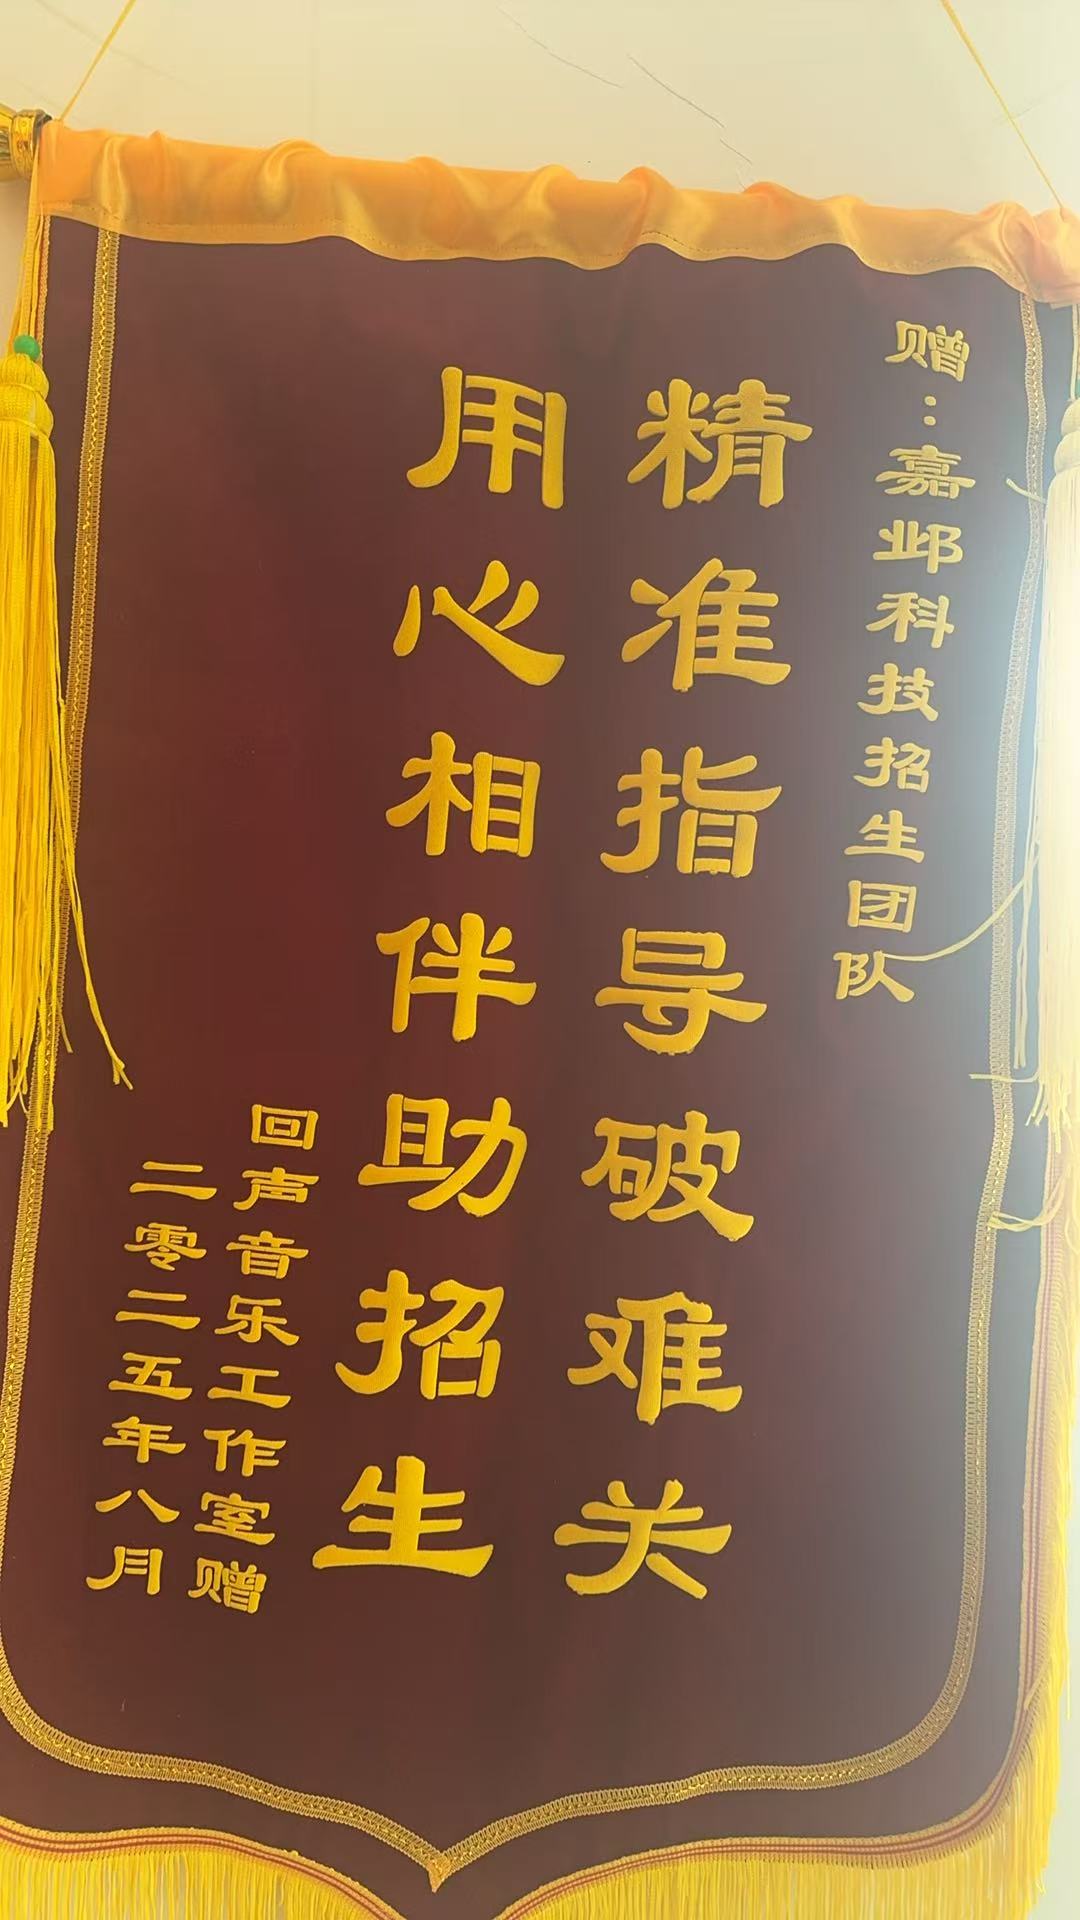 赠：嘉邺科技招生团队
精准指导破难关
用心相伴助招生
回声音乐工作室赠
二零二五年八月